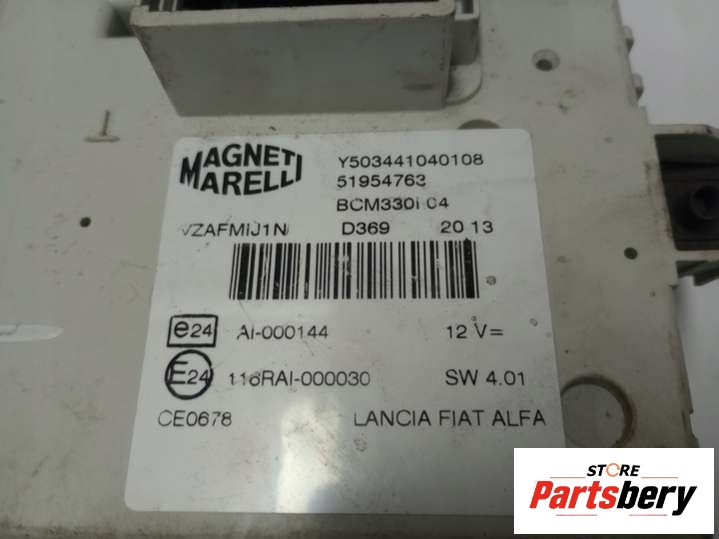 MAGNETI
MARELLI
Y503441040108
51954763
BCM330I 04
VZAFMIJ1N
D369
20 13
e24
AI-000144
12 V=
E24
116RAI-000030
SW 4.01
CE0678
LANCIA FIAT ALFA
STORE
Partsbery